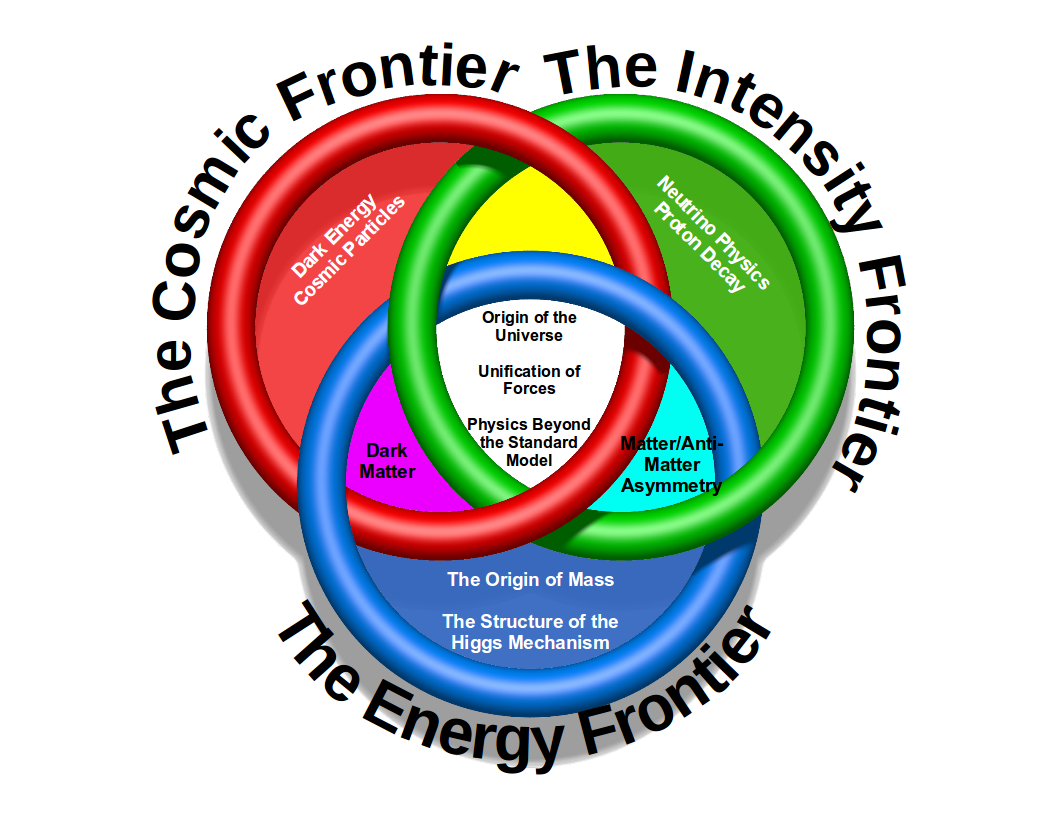 The Cosmic Frontier
The Intensity Frontier
Dark Energy
Cosmic Particles
Neutrino Physics
Proton Decay
Origin of the
Universe
Unification of
Forces
Physics Beyond
the Standard
Model
Dark
Matter
Matter/Anti-
Matter
Asymmetry
The Origin of Mass
The Structure of the
Higgs Mechanism
The Energy Frontier